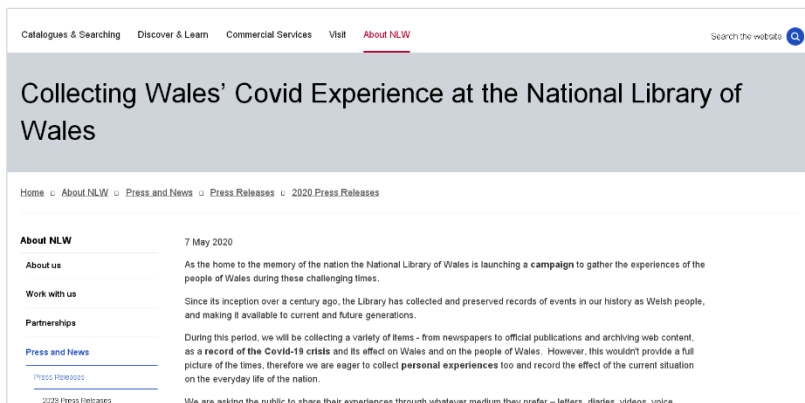 Catalogues & Searching Discover & Learn Commercial Services Visit About NLW Search the website
Collecting Wales' Covid Experience at the National Library of
Wales
Home About NLW Press and News Press Releases 2020 Press Releases
About NLW
About us
Work with us
Partnerships
Press and News
Press Releases
2023 Press Releases
7 May 2020
As the home to the memory of the nation the National Library of Wales is launching a campaign to gather the experiences of the
people of Wales during these challenging times.
Since its inception over a century ago, the Library has collected and preserved records of events in our history as Welsh people,
and making it available to current and future generations.
During this period, we will be collecting a variety of items - from newspapers to official publications and archiving web content,
as a record of the Covid-19 crisis and its effect on Wales and on the people of Wales. However, this wouldn't provide a full
picture of the times, therefore we are eager to collect personal experiences too and record the effect of the current situation
on the everyday life of the nation.
We are asking the public to share their experiences through whatever medium they prefer – letters, diaries, videos, voice